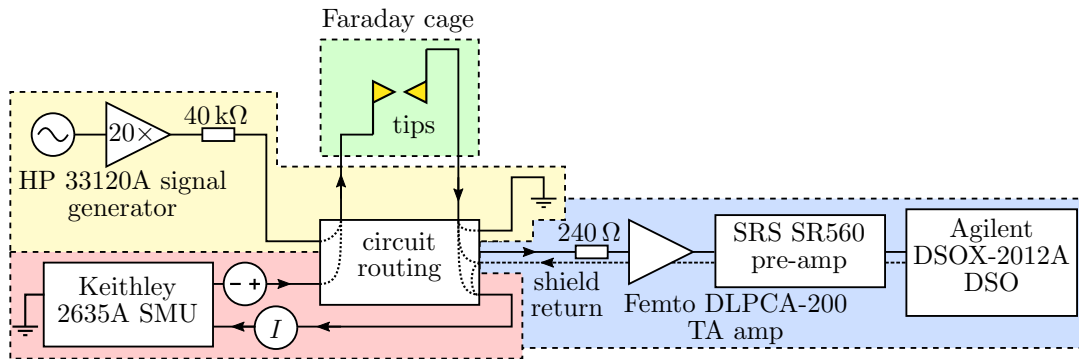 Faraday cage
tips
20×
40 kΩ
HP 33120A signal
generator
circuit
routing
Keithley
2635A SMU
- +
I
240 Ω
shield
return
Femto DLPCA-200
TA amp
SRS SR560
pre-amp
Agilent
DSOX-2012A
DSO